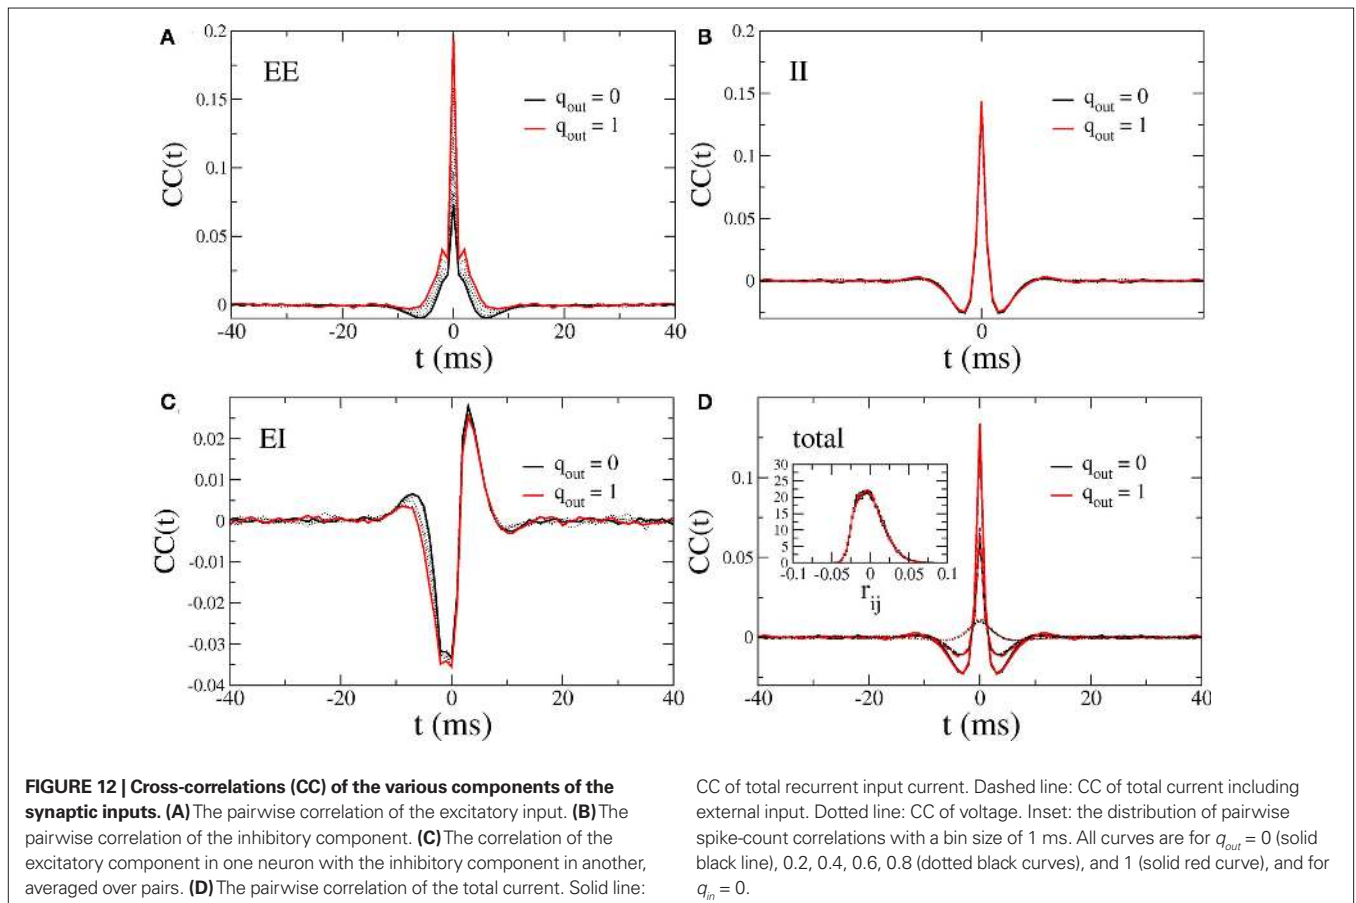 A
EE
q_out = 0
q_out = 1
0.2
0.15
0.1
0.05
0
CC(t)
-40 -20 0 20 40
t (ms)
B
II
q_out = 0
q_out = 1
0.2
0.15
0.1
0.05
0
CC(t)
0
t (ms)
C
EI
q_out = 0
q_out = 1
0.02
0.01
0
-0.01
-0.02
-0.03
-0.04
CC(t)
-40 -20 0 20 40
t (ms)
D
total
q_out = 0
q_out = 1
30
25
20
15
10
5
0
-0.1 -0.05 0 0.05 0.1
r_ij
0.1
0.05
0
CC(t)
-40 -20 0 20 40
t (ms)
FIGURE 12 | Cross-correlations (CC) of the various components of the
synaptic inputs. (A) The pairwise correlation of the excitatory input. (B) The
pairwise correlation of the inhibitory component. (C) The correlation of the
excitatory component in one neuron with the inhibitory component in another,
averaged over pairs. (D) The pairwise correlation of the total current. Solid line:
CC of total recurrent input current. Dashed line: CC of total current including
external input. Dotted line: CC of voltage. Inset: the distribution of pairwise
spike-count correlations with a bin size of 1 ms. All curves are for q_out = 0 (solid
black line), 0.2, 0.4, 0.6, 0.8 (dotted black curves), and 1 (solid red curve), and for
q_in = 0.